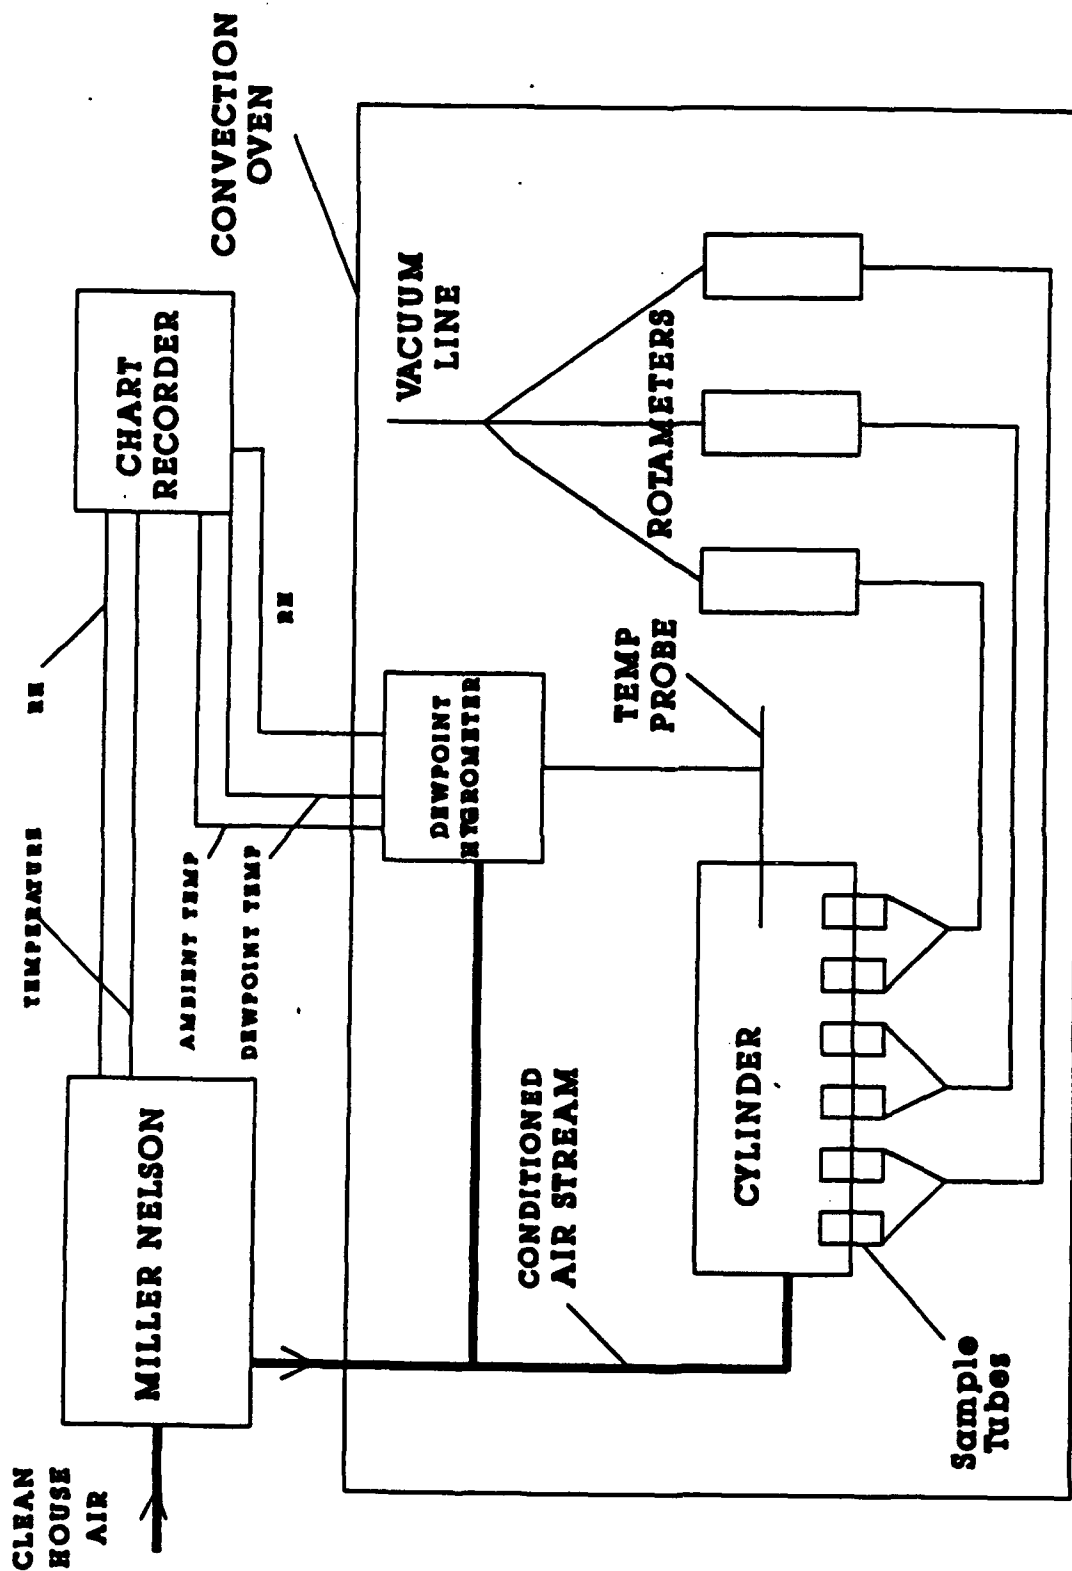 CLEAN
HOUSE
AIR
MILLER NELSON
TEMPERATURE
RH
CHART
RECORDER
AMBIENT TEMP
DEWPOINT TEMP
RH
CONVECTION
OVEN
DEWPOINT
HYGROMETER
VACUUM
LINE
CONDITIONED
AIR STREAM
TEMP
PROBE
ROTAMETERS
CYLINDER
Sample
Tubes